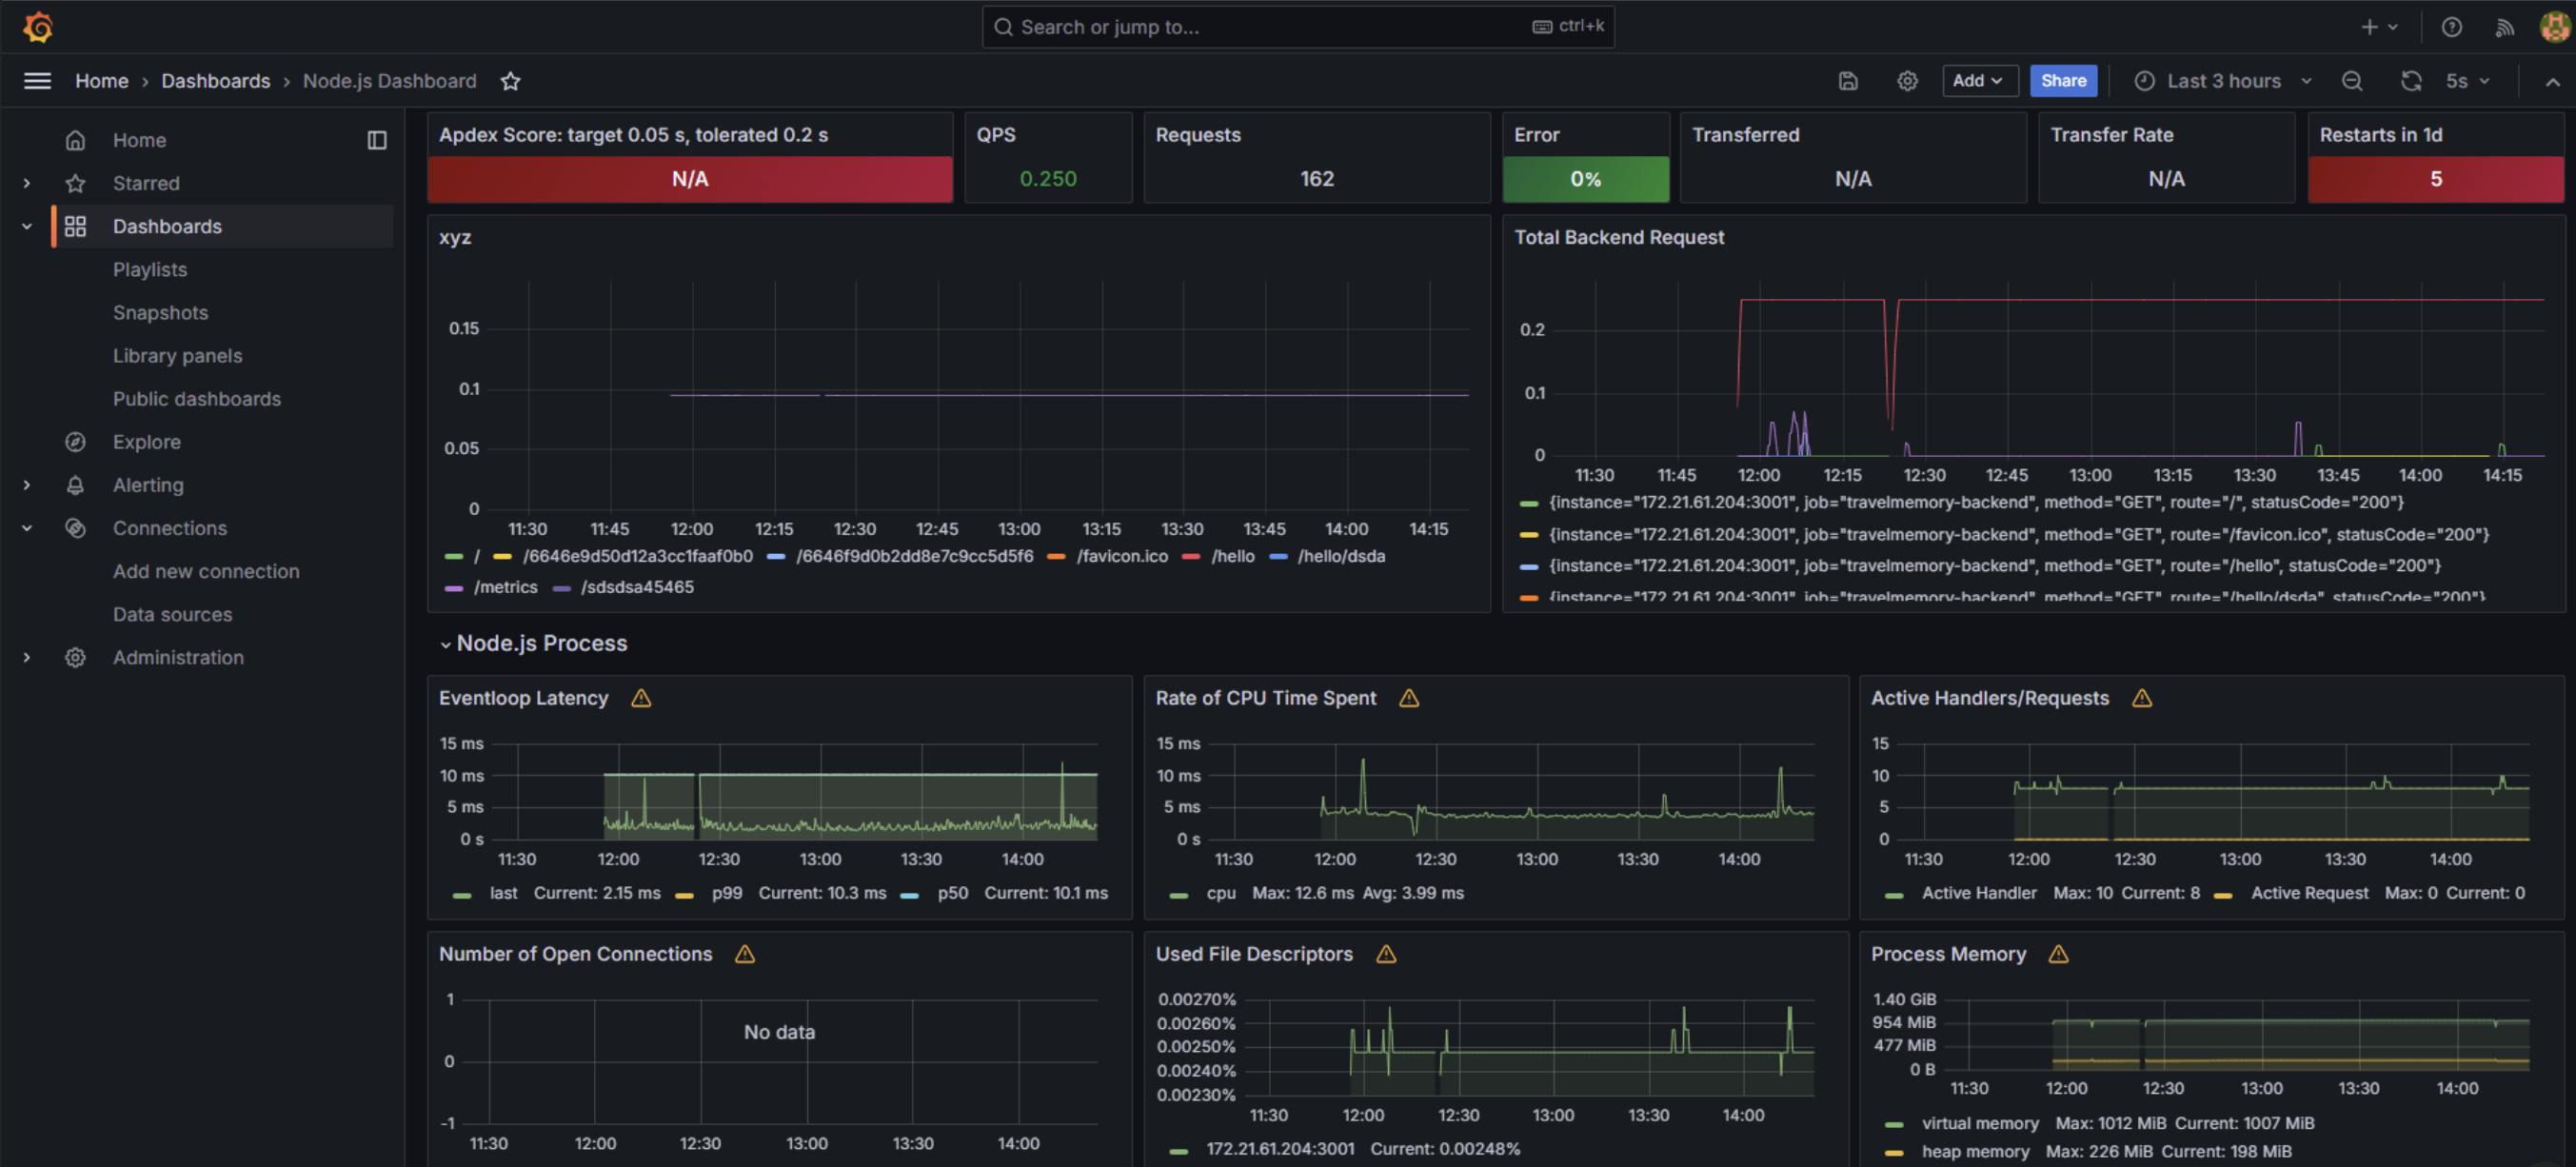 Search or jump to... ctrl+k
Home › Dashboards › Node.js Dashboard Add Share Last 3 hours 5s
Home
Starred
Dashboards
Playlists
Snapshots
Library panels
Public dashboards
Explore
Alerting
Connections
Add new connection
Data sources
Administration
Apdex Score: target 0.05 s, tolerated 0.2 s
N/A
QPS
0.250
Requests
162
Error
0%
Transferred
N/A
Transfer Rate
N/A
Restarts in 1d
5
xyz
0.15
0.1
0.05
0
11:30 11:45 12:00 12:15 12:30 12:45 13:00 13:15 13:30 13:45 14:00 14:15
/ /6646e9d50d12a3cc1faaf0b0 /6646f9d0b2dd8e7c9cc5d5f6 /favicon.ico /hello /hello/dsda
/metrics /sdsdsa45465
Total Backend Request
0.2
0.1
0
11:30 11:45 12:00 12:15 12:30 12:45 13:00 13:15 13:30 13:45 14:00 14:15
{instance="172.21.61.204:3001", job="travelmemory-backend", method="GET", route="/", statusCode="200"}
{instance="172.21.61.204:3001", job="travelmemory-backend", method="GET", route="/favicon.ico", statusCode="200"}
{instance="172.21.61.204:3001", job="travelmemory-backend", method="GET", route="/hello", statusCode="200"}
{instance="172.21.61.204:3001", job="travelmemory-backend", method="GET", route="/hello/dsda", statusCode="200"}
Node.js Process
Eventloop Latency
15 ms
10 ms
5 ms
0 s
11:30 12:00 12:30 13:00 13:30 14:00
last Current: 2.15 ms p99 Current: 10.3 ms p50 Current: 10.1 ms
Rate of CPU Time Spent
15 ms
10 ms
5 ms
0 s
11:30 12:00 12:30 13:00 13:30 14:00
cpu Max: 12.6 ms Avg: 3.99 ms
Active Handlers/Requests
15
10
5
0
11:30 12:00 12:30 13:00 13:30 14:00
Active Handler Max: 10 Current: 8 Active Request Max: 0 Current: 0
Number of Open Connections
1
No data
0
-1
11:30 12:00 12:30 13:00 13:30 14:00
Used File Descriptors
0.00270%
0.00260%
0.00250%
0.00240%
0.00230%
11:30 12:00 12:30 13:00 13:30 14:00
172.21.61.204:3001 Current: 0.00248%
Process Memory
1.40 GiB
954 MiB
477 MiB
0 B
11:30 12:00 12:30 13:00 13:30 14:00
virtual memory Max: 1012 MiB Current: 1007 MiB
heap memory Max: 226 MiB Current: 198 MiB